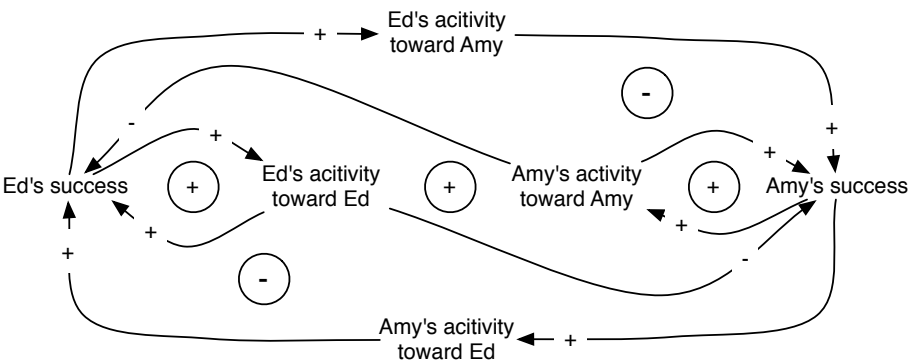 Ed's acitivity
toward Amy
+
-
+
-
+
+
+
Ed's success
+
Ed's acitivity
toward Ed
+
Amy's activity
toward Amy
+
Amy's success
+
+
+
-
-
Amy's acitivity
toward Ed
+